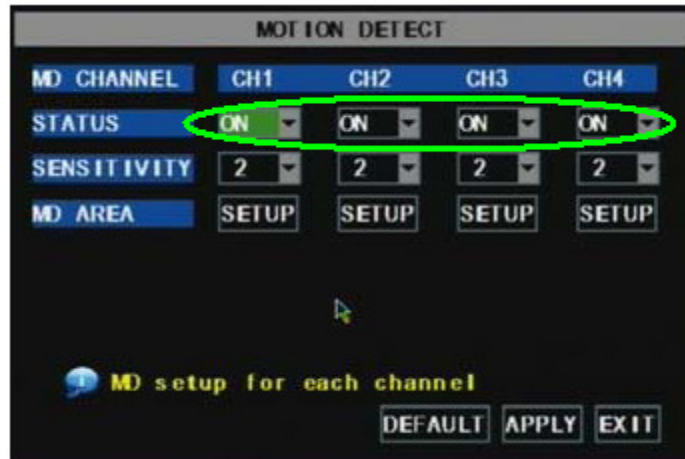 MOTION DETECT
MD CHANNEL CH1 CH2 CH3 CH4
STATUS ON ON ON ON
SENSITIVITY 2 2 2 2
MD AREA SETUP SETUP SETUP SETUP
MD setup for each channel
DEFAULT APPLY EXIT